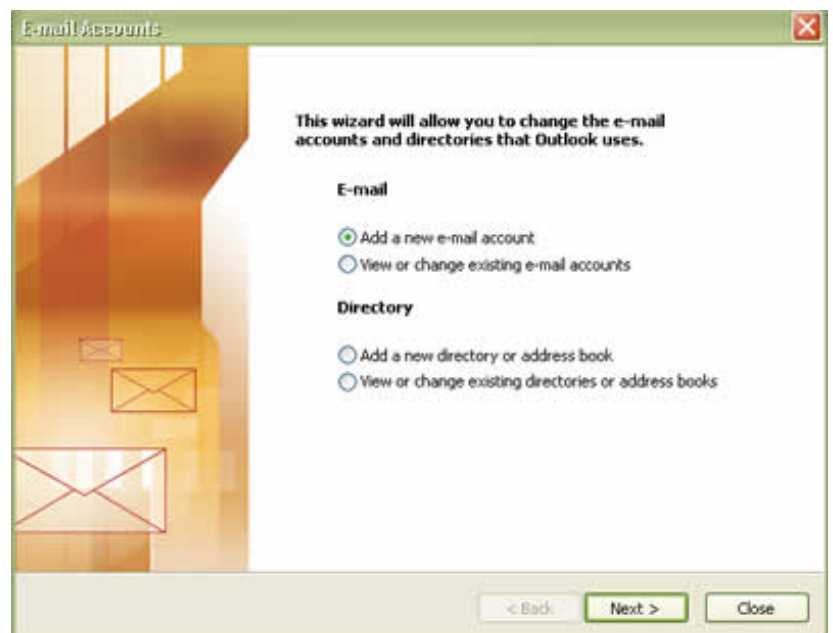 E-mail Accounts
This wizard will allow you to change the e-mail
accounts and directories that Outlook uses.
E-mail
Add a new e-mail account
View or change existing e-mail accounts
Directory
Add a new directory or address book
View or change existing directories or address books
< Back Next > Close